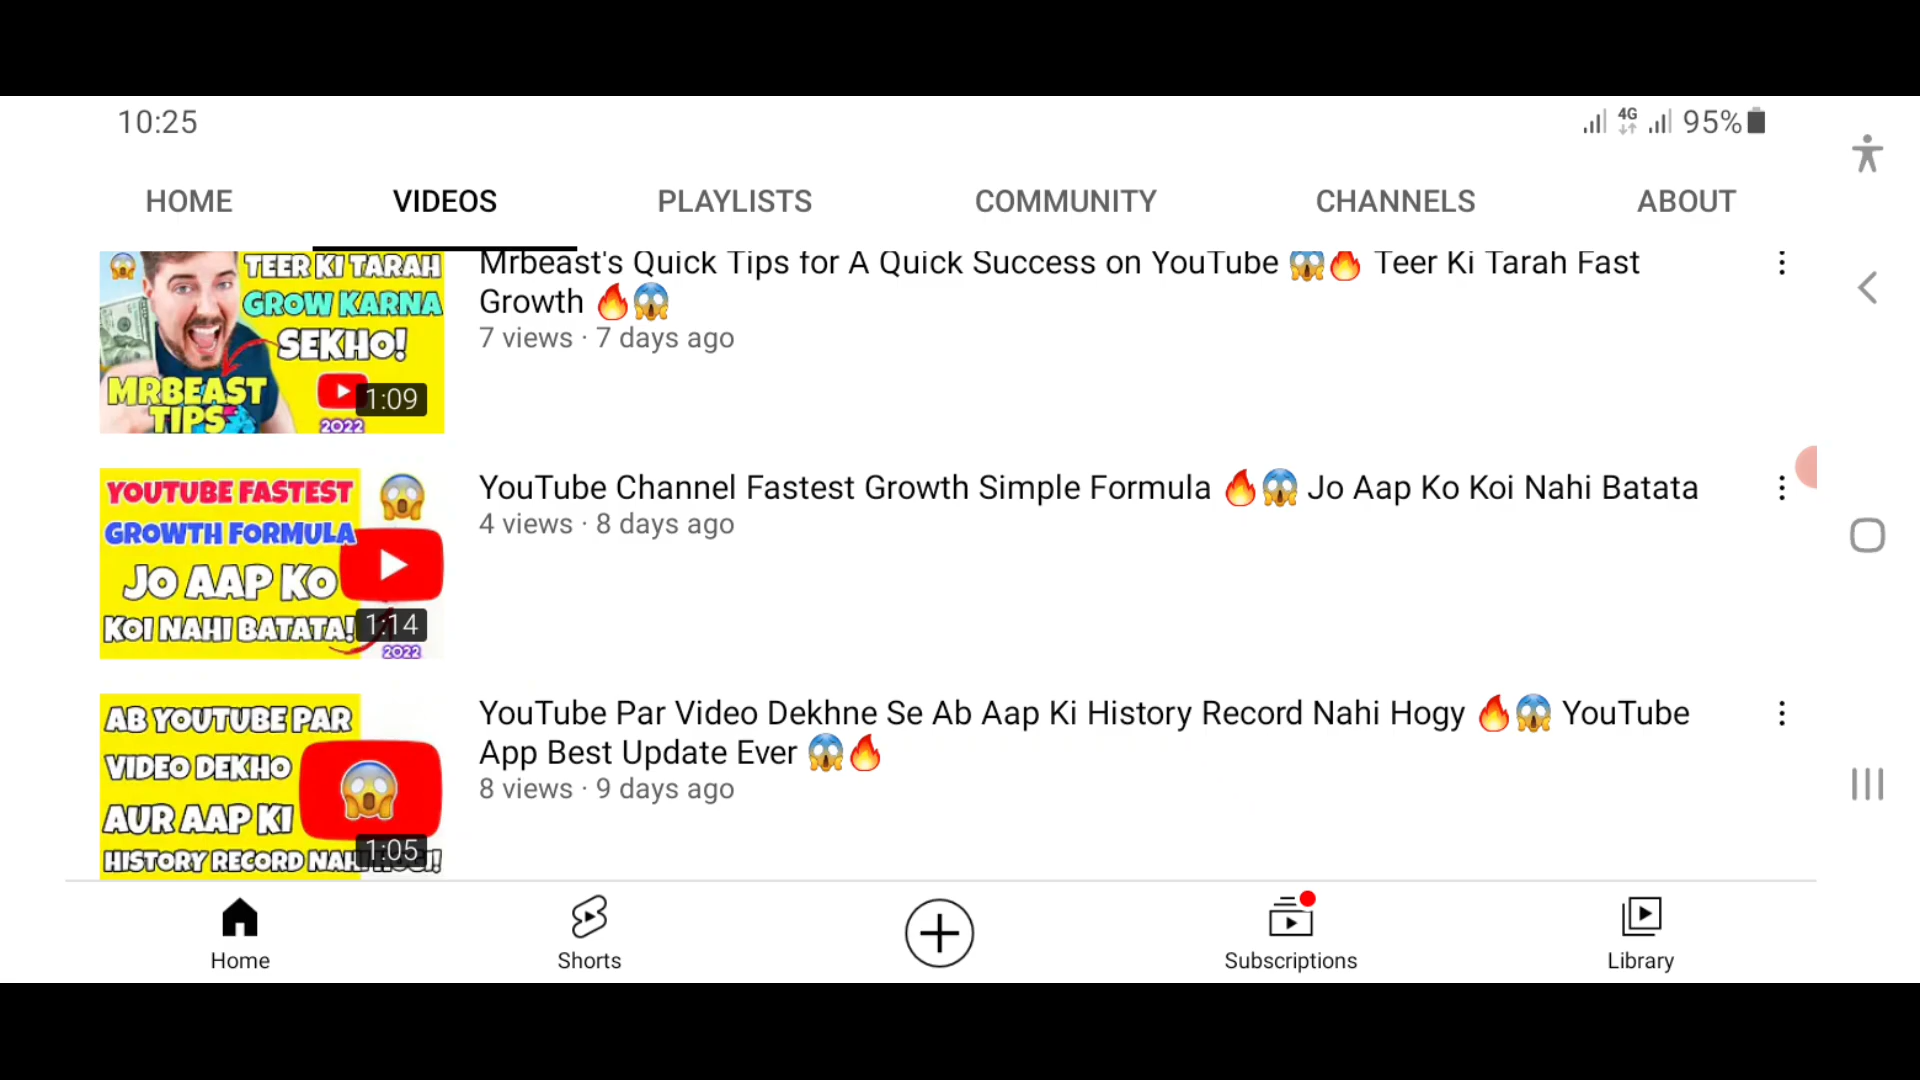 10:25
4G
95%
HOME
VIDEOS
PLAYLISTS
COMMUNITY
CHANNELS
ABOUT
TEER KI TARAH
GROW KARNA
SEKHO!
MRBEAST
TIPS
1:09
2022
Mrbeast's Quick Tips for A Quick Success on YouTube 😱🔥 Teer Ki Tarah Fast
Growth 🔥😱
7 views · 7 days ago
YOUTUBE FASTEST
GROWTH FORMULA
JO AAP KO
KOI NAHI BATATA!
1:14
2022
YouTube Channel Fastest Growth Simple Formula 🔥😱 Jo Aap Ko Koi Nahi Batata
4 views · 8 days ago
AB YOUTUBE PAR
VIDEO DEKHO
AUR AAP KI
HISTORY RECORD
1:05
YouTube Par Video Dekhne Se Ab Aap Ki History Record Nahi Hogy 🔥😱 YouTube
App Best Update Ever 😱🔥
8 views · 9 days ago
Home
Shorts
Subscriptions
Library